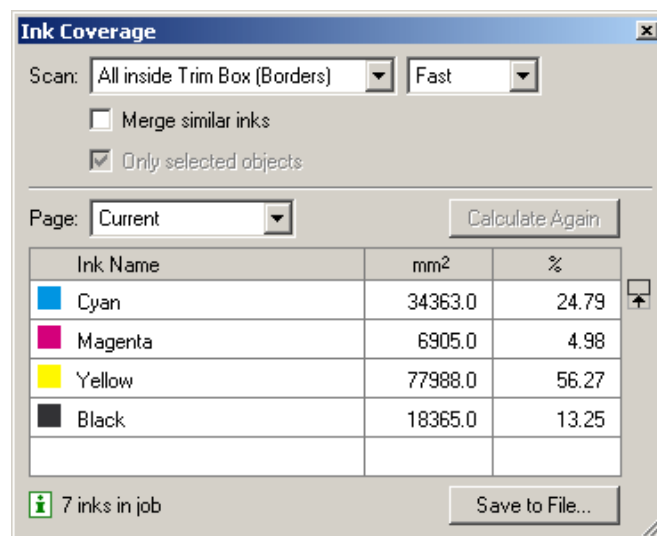 Ink Coverage
Scan: All inside Trim Box (Borders) Fast
Merge similar inks
Only selected objects
Page: Current Calculate Again
Ink Name mm² %
Cyan 34363.0 24.79
Magenta 6905.0 4.98
Yellow 77988.0 56.27
Black 18365.0 13.25
7 inks in job Save to File...